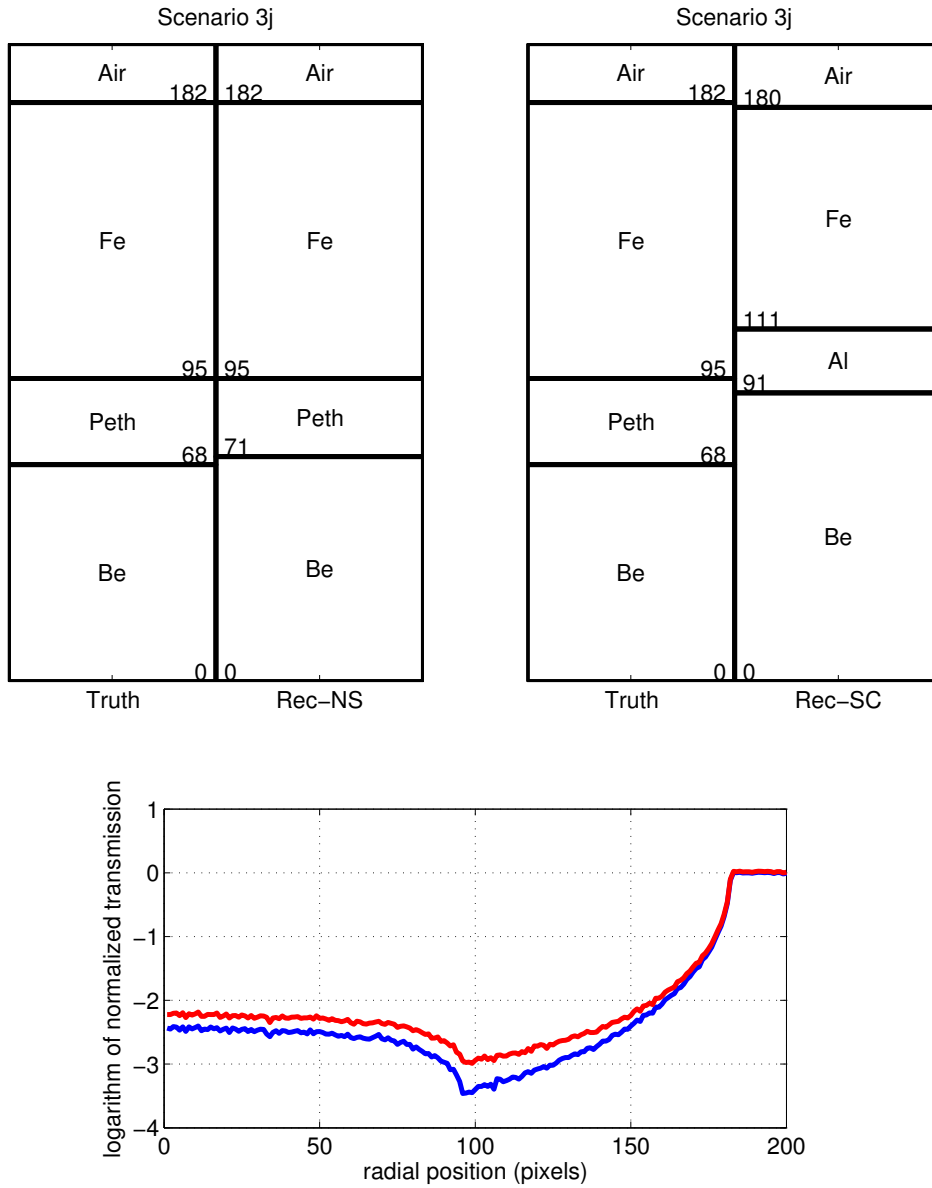 Scenario 3j
Air Air
182 182
Fe Fe
95 95
Peth Peth
71
68
Be Be
0 0
Truth Rec−NS
Scenario 3j
Air Air
182 180
Fe Fe
111
Al
95
91
Peth
68
Be Be
0 0
Truth Rec−SC
logarithm of normalized transmission
1
0
−1
−2
−3
−4
0 50 100 150 200
radial position (pixels)